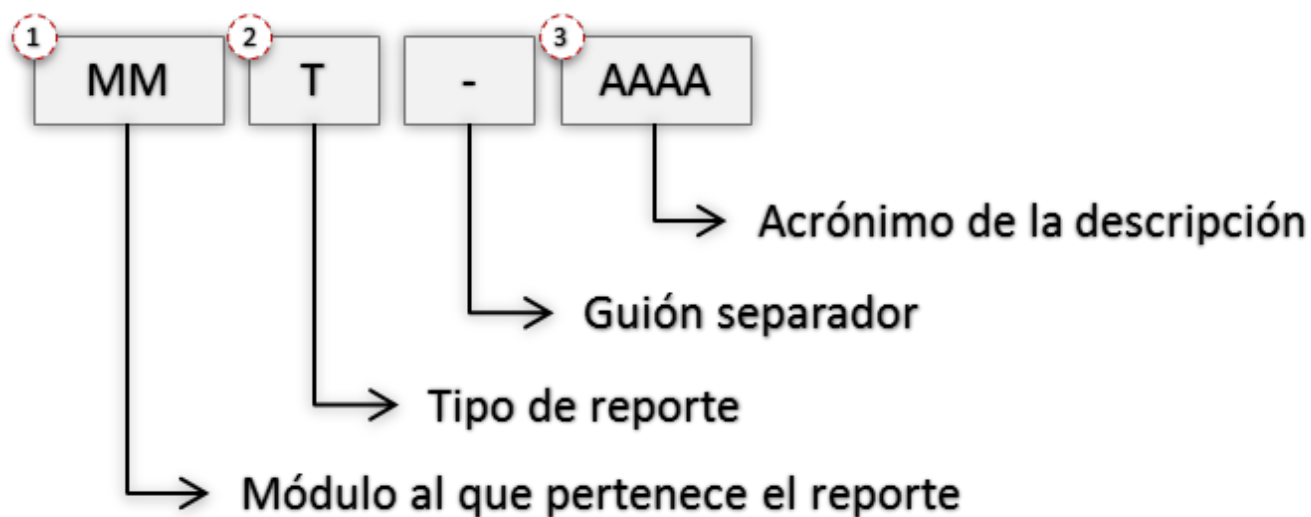 1 2 3
MM T - AAAA
Acrónimo de la descripción
Guión separador
Tipo de reporte
Módulo al que pertenece el reporte